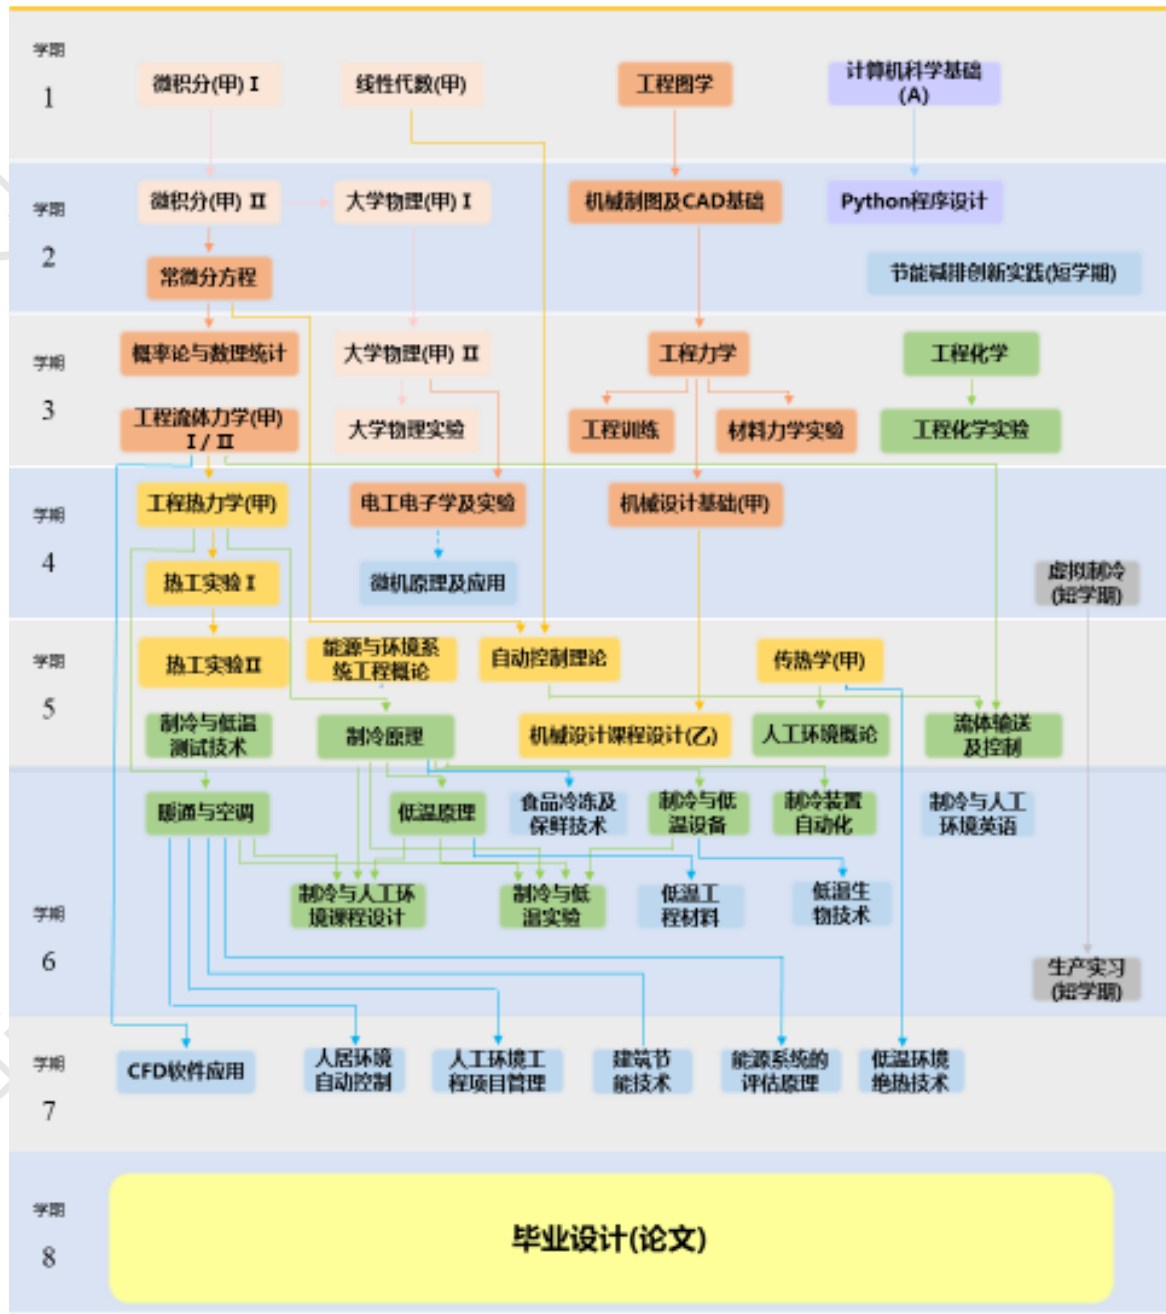 学期
1
微积分(甲) I
线性代数(甲)
工程图学
计算机科学基础
(A)
学期
2
微积分(甲) II
大学物理(甲) I
机械制图及CAD基础
Python程序设计
常微分方程
节能减排创新实践(短学期)
学期
3
概率论与数理统计
大学物理(甲) II
工程力学
工程化学
工程流体力学(甲)
I / II
大学物理实验
工程训练
材料力学实验
工程化学实验
学期
4
工程热力学(甲)
电工电子学及实验
机械设计基础(甲)
热工实验 I
微机原理及应用
虚拟制冷
(短学期)
学期
5
热工实验II
能源与环境系
统工程概论
自动控制理论
传热学(甲)
制冷与低温
测试技术
制冷原理
机械设计课程设计(乙)
人工环境概论
流体输送
及控制
暖通与空调
低温原理
食品冷冻及
保鲜技术
制冷与低
温设备
制冷装置
自动化
制冷与人工
环境英语
学期
6
制冷与人工环
境课程设计
制冷与低
温实验
低温工
程材料
低温生
物技术
生产实习
(短学期)
学期
7
CFD软件应用
人居环境
自动控制
人工环境工
程项目管理
建筑节
能技术
能源系统的
评估原理
低温环境
绝热技术
学期
8
毕业设计(论文)